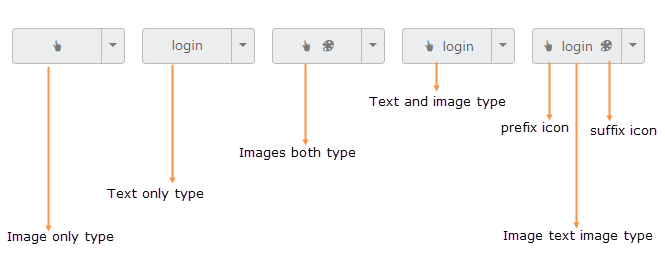 login
login
login
Text and image type
prefix icon
suffix icon
Images both type
Text only type
Image only type
Image text image type